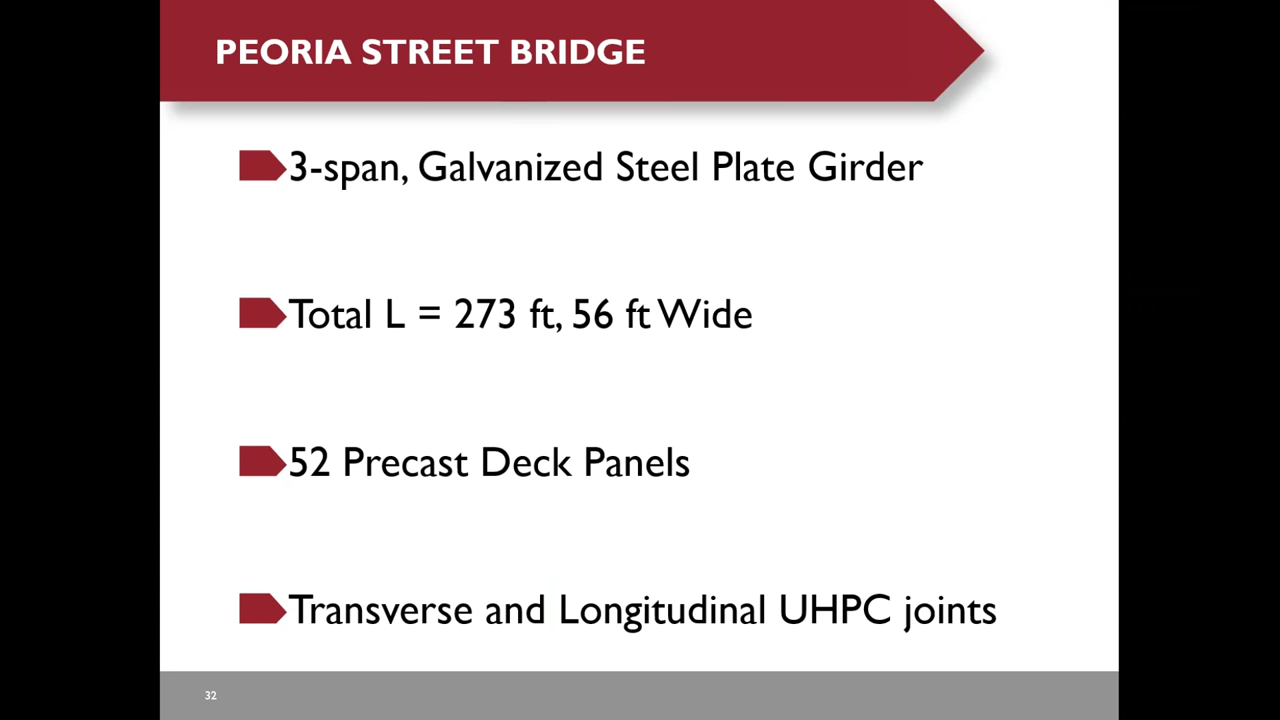 PEORIA STREET BRIDGE
3-span, Galvanized Steel Plate Girder
Total L = 273 ft, 56 ft Wide
52 Precast Deck Panels
Transverse and Longitudinal UHPC joints
32